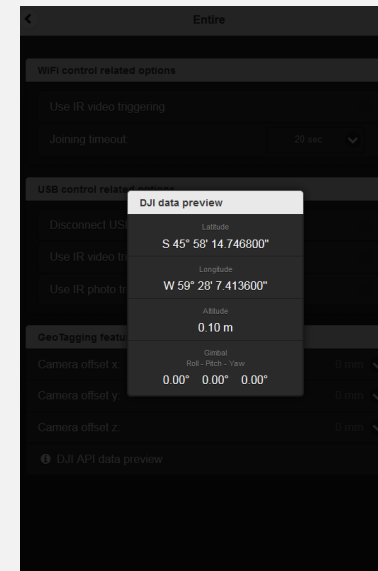 Entire
WiFi control related options
Use IR video triggering
Joining timeout:
20 sec
USB control related options
Disconnect US
Use IR video tri
Use IR photo tr
DJI data preview
Latitude
S 45° 58' 14.746800"
Longitude
W 59° 28' 7.413600"
Altitude
0.10 m
Gimbal
Roll - Pitch - Yaw
0.00° 0.00° 0.00°
GeoTagging featu
Camera offset x:
0 mm
Camera offset y:
0 mm
Camera offset z:
0 mm
DJI API data preview